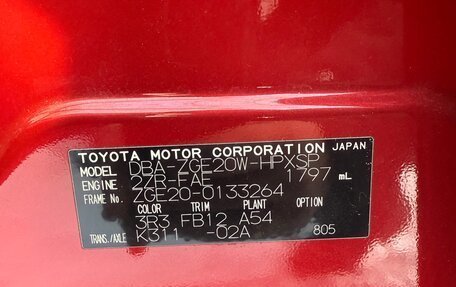 TOYOTA MOTOR CORPORATION JAPAN
MODEL DBA-ZGE20W-HPXSP
ENGINE 2ZR-FAE 1797 mL
FRAME No. ZGE20-0133264
COLOR TRIM PLANT OPTION
3R3 FB12 A54
TRANS./AXLE K311 -02A 805